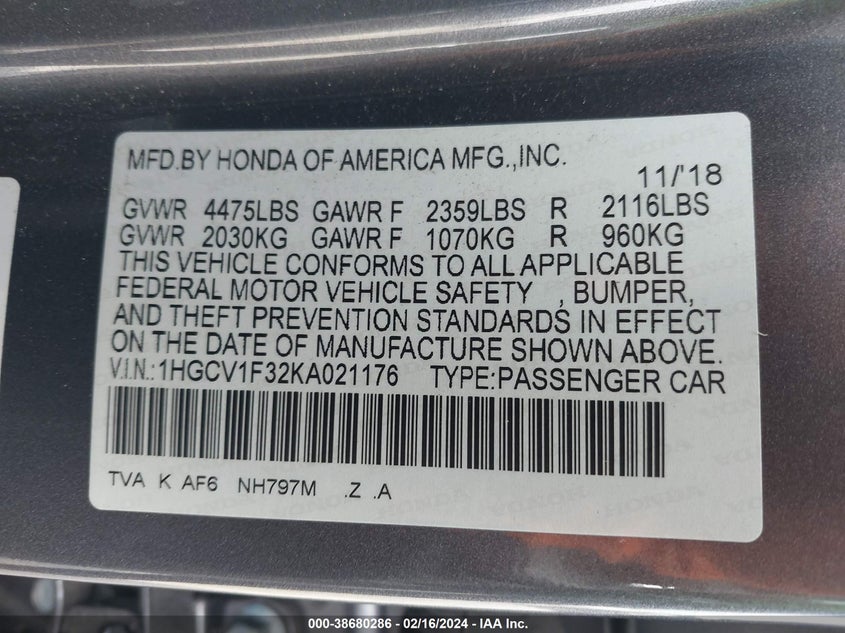 MFD.BY HONDA OF AMERICA MFG.,INC.
11/'18
GVWR 4475LBS GAWR F 2359LBS R 2116LBS
GVWR 2030KG GAWR F 1070KG R 960KG
THIS VEHICLE CONFORMS TO ALL APPLICABLE
FEDERAL MOTOR VEHICLE SAFETY , BUMPER,
AND THEFT PREVENTION STANDARDS IN EFFECT
ON THE DATE OF MANUFACTURE SHOWN ABOVE.
V.I.N.:1HGCV1F32KA021176 TYPE:PASSENGER CAR
TVA K AF6 NH797M .Z .A
000-38680286 - 02/16/2024 - IAA Inc.